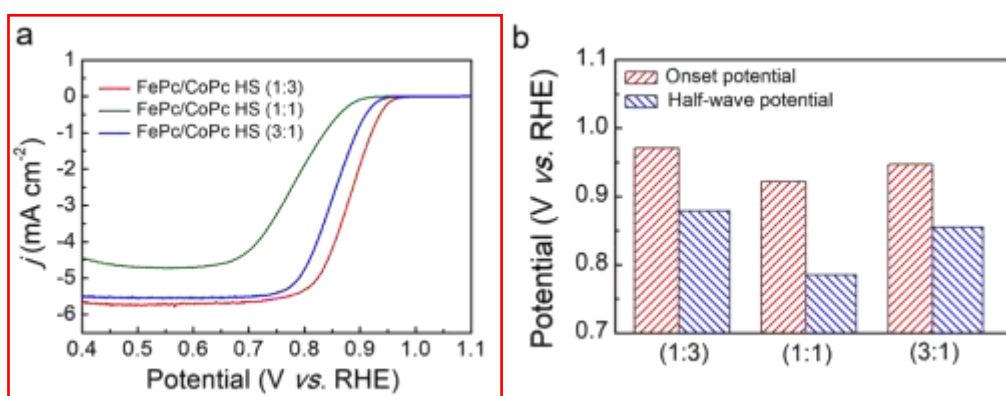 a
1
0
-1
-2
-3
-4
-5
-6
j (mA cm⁻²)
FePc/CoPc HS (1:3)
FePc/CoPc HS (1:1)
FePc/CoPc HS (3:1)
0.4 0.5 0.6 0.7 0.8 0.9 1.0 1.1
Potential (V vs. RHE)
b
1.1
1.0
0.9
0.8
0.7
Potential (V vs. RHE)
Onset potential
Half-wave potential
(1:3) (1:1) (3:1)